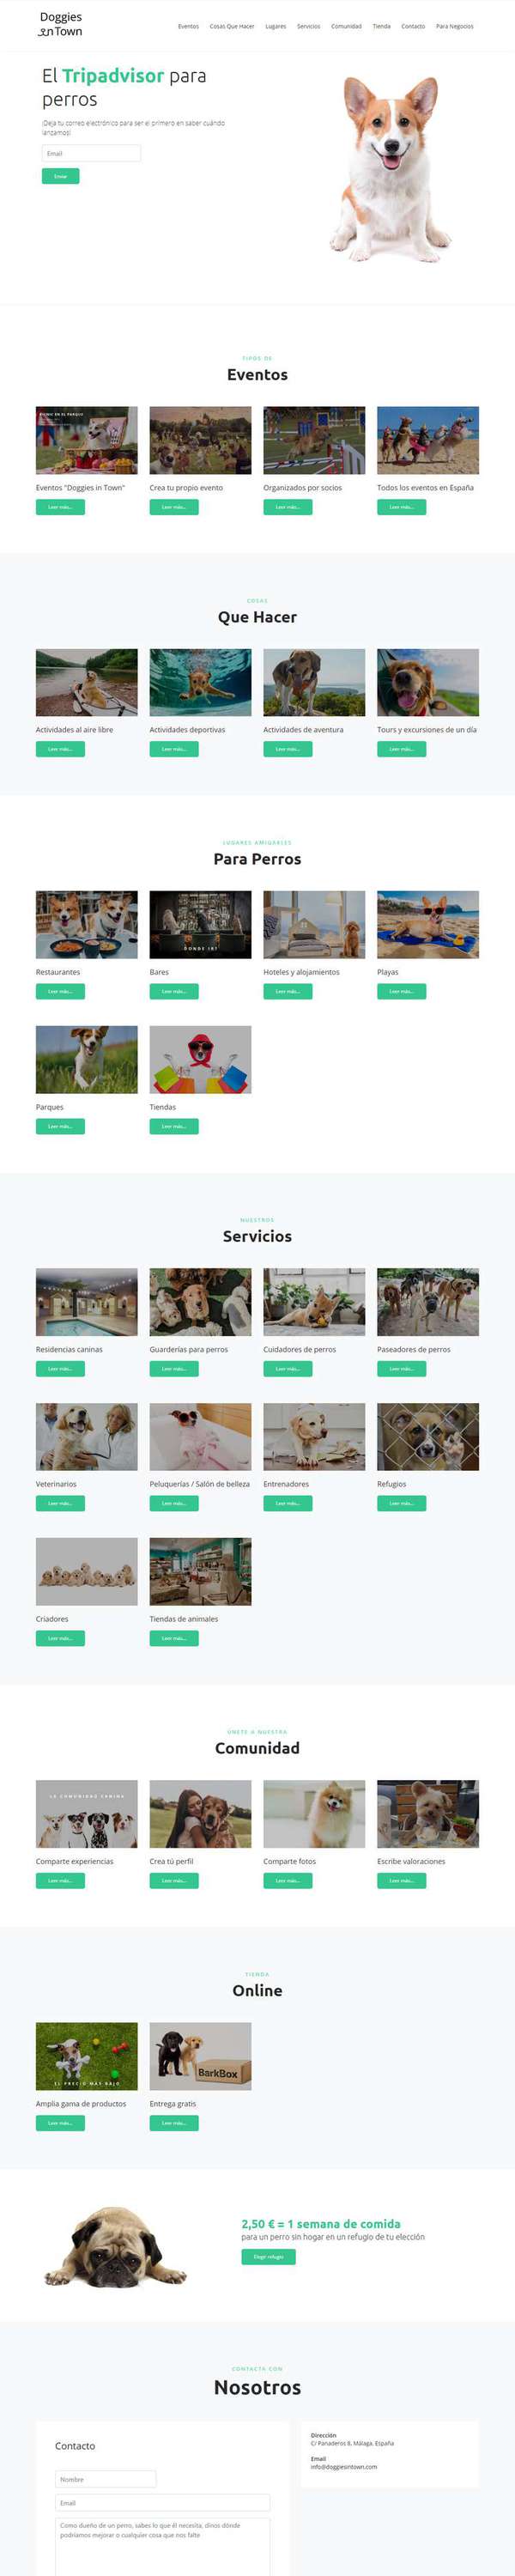 Doggies
en Town
Eventos Cosas Que Hacer Lugares Servicios Comunidad Tienda Contacto Para Negocios
El Tripadvisor para
perros
¡Deja tu correo electrónico para ser el primero en saber cuándo
lanzamos!
Email
Enviar
TIPOS DE
Eventos
Eventos "Doggies in Town" Crea tu propio evento Organizados por socios Todos los eventos en España
Leer más... Leer más... Leer más... Leer más...
COSAS
Que Hacer
Actividades al aire libre Actividades deportivas Actividades de aventura Tours y excursiones de un día
Leer más... Leer más... Leer más... Leer más...
LUGARES AMIGABLES
Para Perros
DONDE IR?
Restaurantes Bares Hoteles y alojamientos Playas
Leer más... Leer más... Leer más... Leer más...
Parques Tiendas
Leer más... Leer más...
NUESTROS
Servicios
Residencias caninas Guarderías para perros Cuidadores de perros Paseadores de perros
Leer más... Leer más... Leer más... Leer más...
Veterinarios Peluquerías / Salón de belleza Entrenadores Refugios
Leer más... Leer más... Leer más... Leer más...
Criadores Tiendas de animales
Leer más... Leer más...
ÚNETE A NUESTRA
Comunidad
LA COMUNIDAD CANINA
Comparte experiencias Crea tú perfil Comparte fotos Escribe valoraciones
Leer más... Leer más... Leer más... Leer más...
TIENDA
Online
EL PRECIO MÁS BAJO
BarkBox
Amplia gama de productos Entrega gratis
Leer más... Leer más...
2,50 € = 1 semana de comida
para un perro sin hogar en un refugio de tu elección
Elegir refugio
CONTACTA CON
Nosotros
Contacto
Nombre
Email
Como dueño de un perro, sabes lo que él necesita, dinos dónde
podríamos mejorar o cualquier cosa que nos falte
Dirección
C/ Panaderos 8, Málaga, España
Email
info@doggiesintown.com